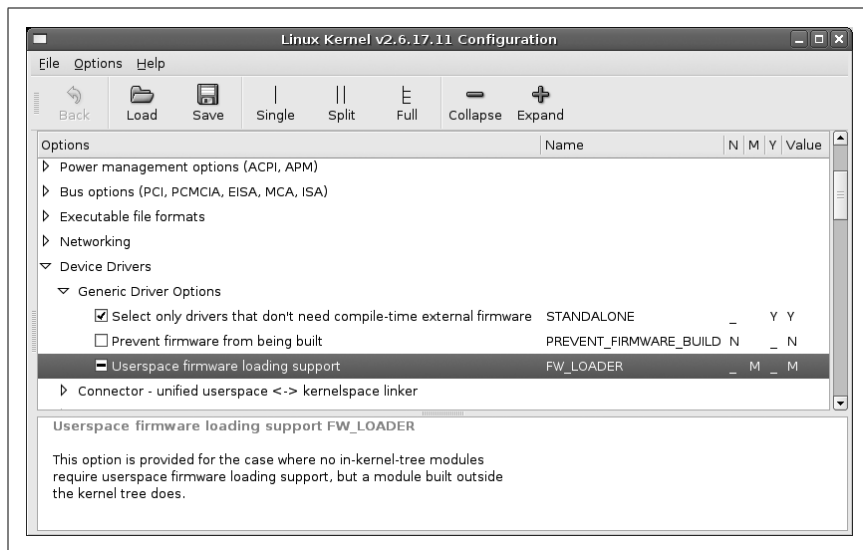 Linux Kernel v2.6.17.11 Configuration
File Options Help
Back Load Save Single Split Full Collapse Expand
Options Name N M Y Value
Power management options (ACPI, APM)
Bus options (PCI, PCMCIA, EISA, MCA, ISA)
Executable file formats
Networking
Device Drivers
Generic Driver Options
Select only drivers that don't need compile-time external firmware STANDALONE _ Y Y
Prevent firmware from being built PREVENT_FIRMWARE_BUILD N _ N
Userspace firmware loading support FW_LOADER _ M _ M
Connector - unified userspace <-> kernelspace linker
Userspace firmware loading support FW_LOADER
This option is provided for the case where no in-kernel-tree modules
require userspace firmware loading support, but a module built outside
the kernel tree does.